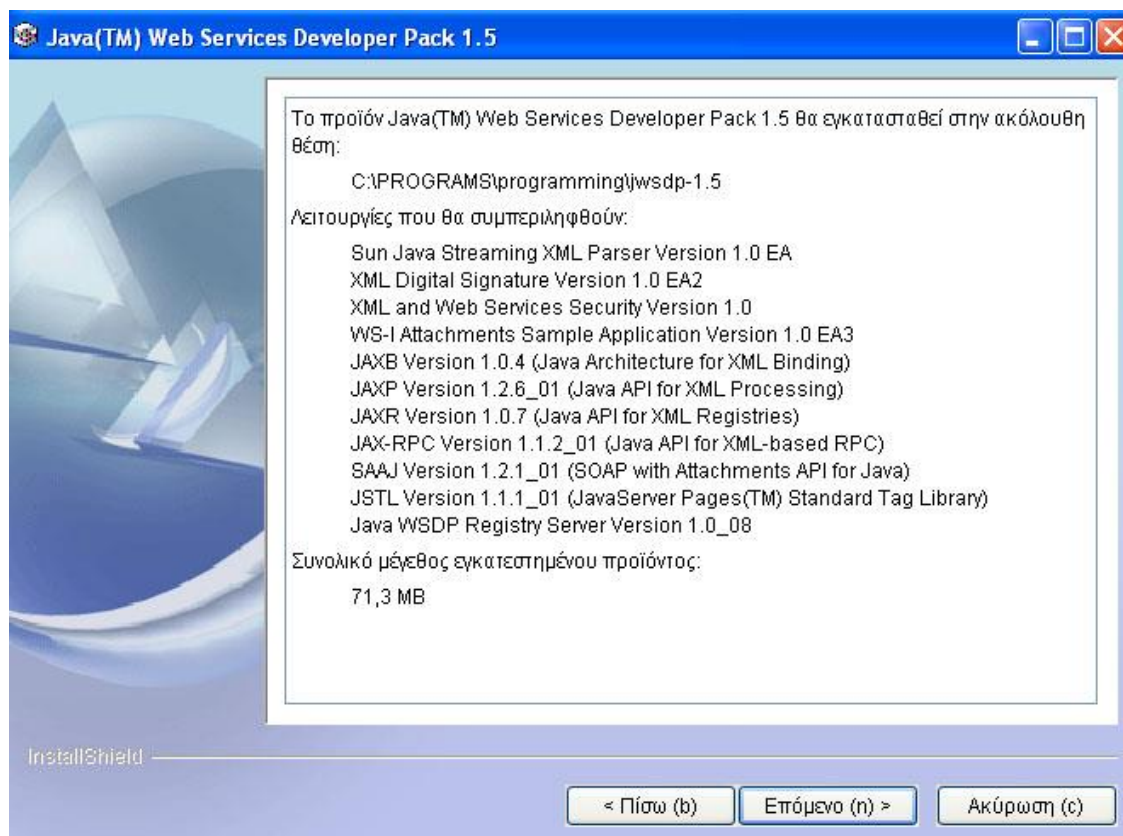 Java(TM) Web Services Developer Pack 1.5
Το προϊόν Java(TM) Web Services Developer Pack 1.5 θα εγκατασταθεί στην ακόλουθη
θέση:
C:\PROGRAMS\programming\jwsdp-1.5
Λειτουργίες που θα συμπεριληφθούν:
Sun Java Streaming XML Parser Version 1.0 EA
XML Digital Signature Version 1.0 EA2
XML and Web Services Security Version 1.0
WS-I Attachments Sample Application Version 1.0 EA3
JAXB Version 1.0.4 (Java Architecture for XML Binding)
JAXP Version 1.2.6_01 (Java API for XML Processing)
JAXR Version 1.0.7 (Java API for XML Registries)
JAX-RPC Version 1.1.2_01 (Java API for XML-based RPC)
SAAJ Version 1.2.1_01 (SOAP with Attachments API for Java)
JSTL Version 1.1.1_01 (JavaServer Pages(TM) Standard Tag Library)
Java WSDP Registry Server Version 1.0_08
Συνολικό μέγεθος εγκατεστημένου προϊόντος:
71,3 MB
InstallShield
< Πίσω (b) Επόμενο (n) > Ακύρωση (c)